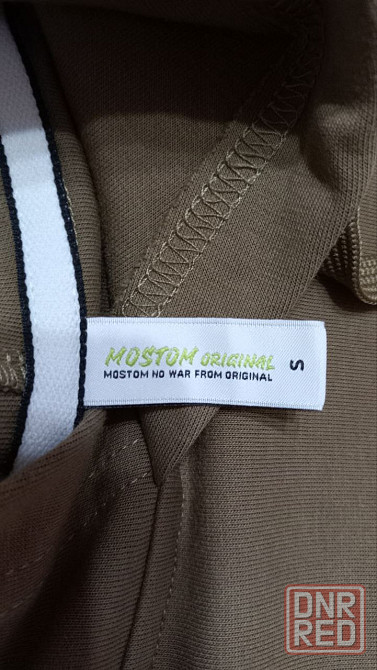 MOSTOM ORIGINAL
MOSTOM NO WAR FROM ORIGINAL
S
DNR
RED